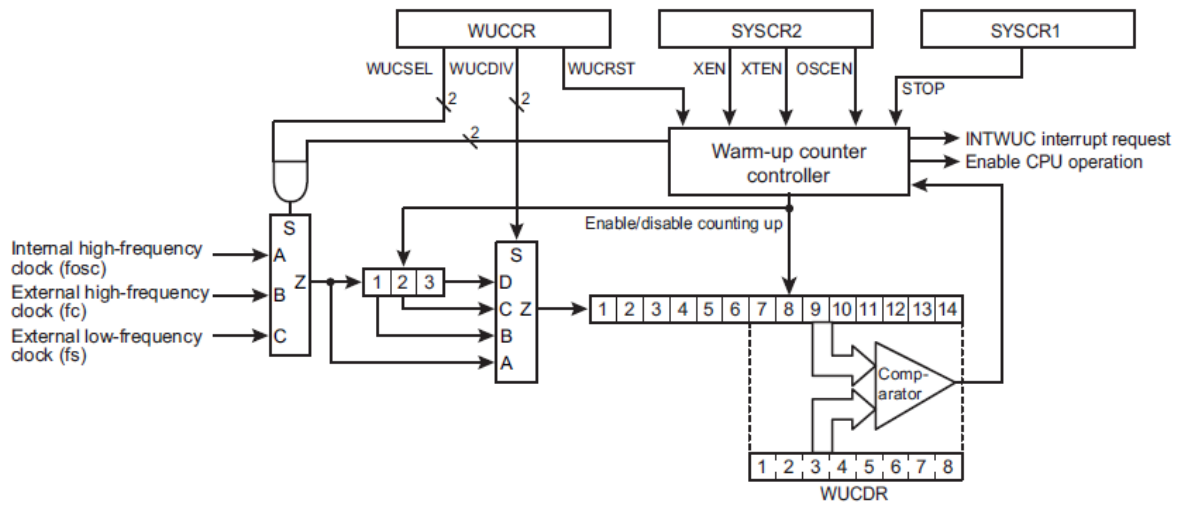 WUCCR
SYSCR2
SYSCR1
WUCSEL
WUCDIV
WUCRST
XEN
XTEN
OSCEN
STOP
2
2
2
Warm-up counter
controller
INTWUC interrupt request
Enable CPU operation
Enable/disable counting up
S
A
B
C
Z
Internal high-frequency
clock (fosc)
External high-frequency
clock (fc)
External low-frequency
clock (fs)
1 2 3
S
D
C
B
A
Z
1 2 3 4 5 6 7 8 9 10 11 12 13 14
Comp-
arator
1 2 3 4 5 6 7 8
WUCDR